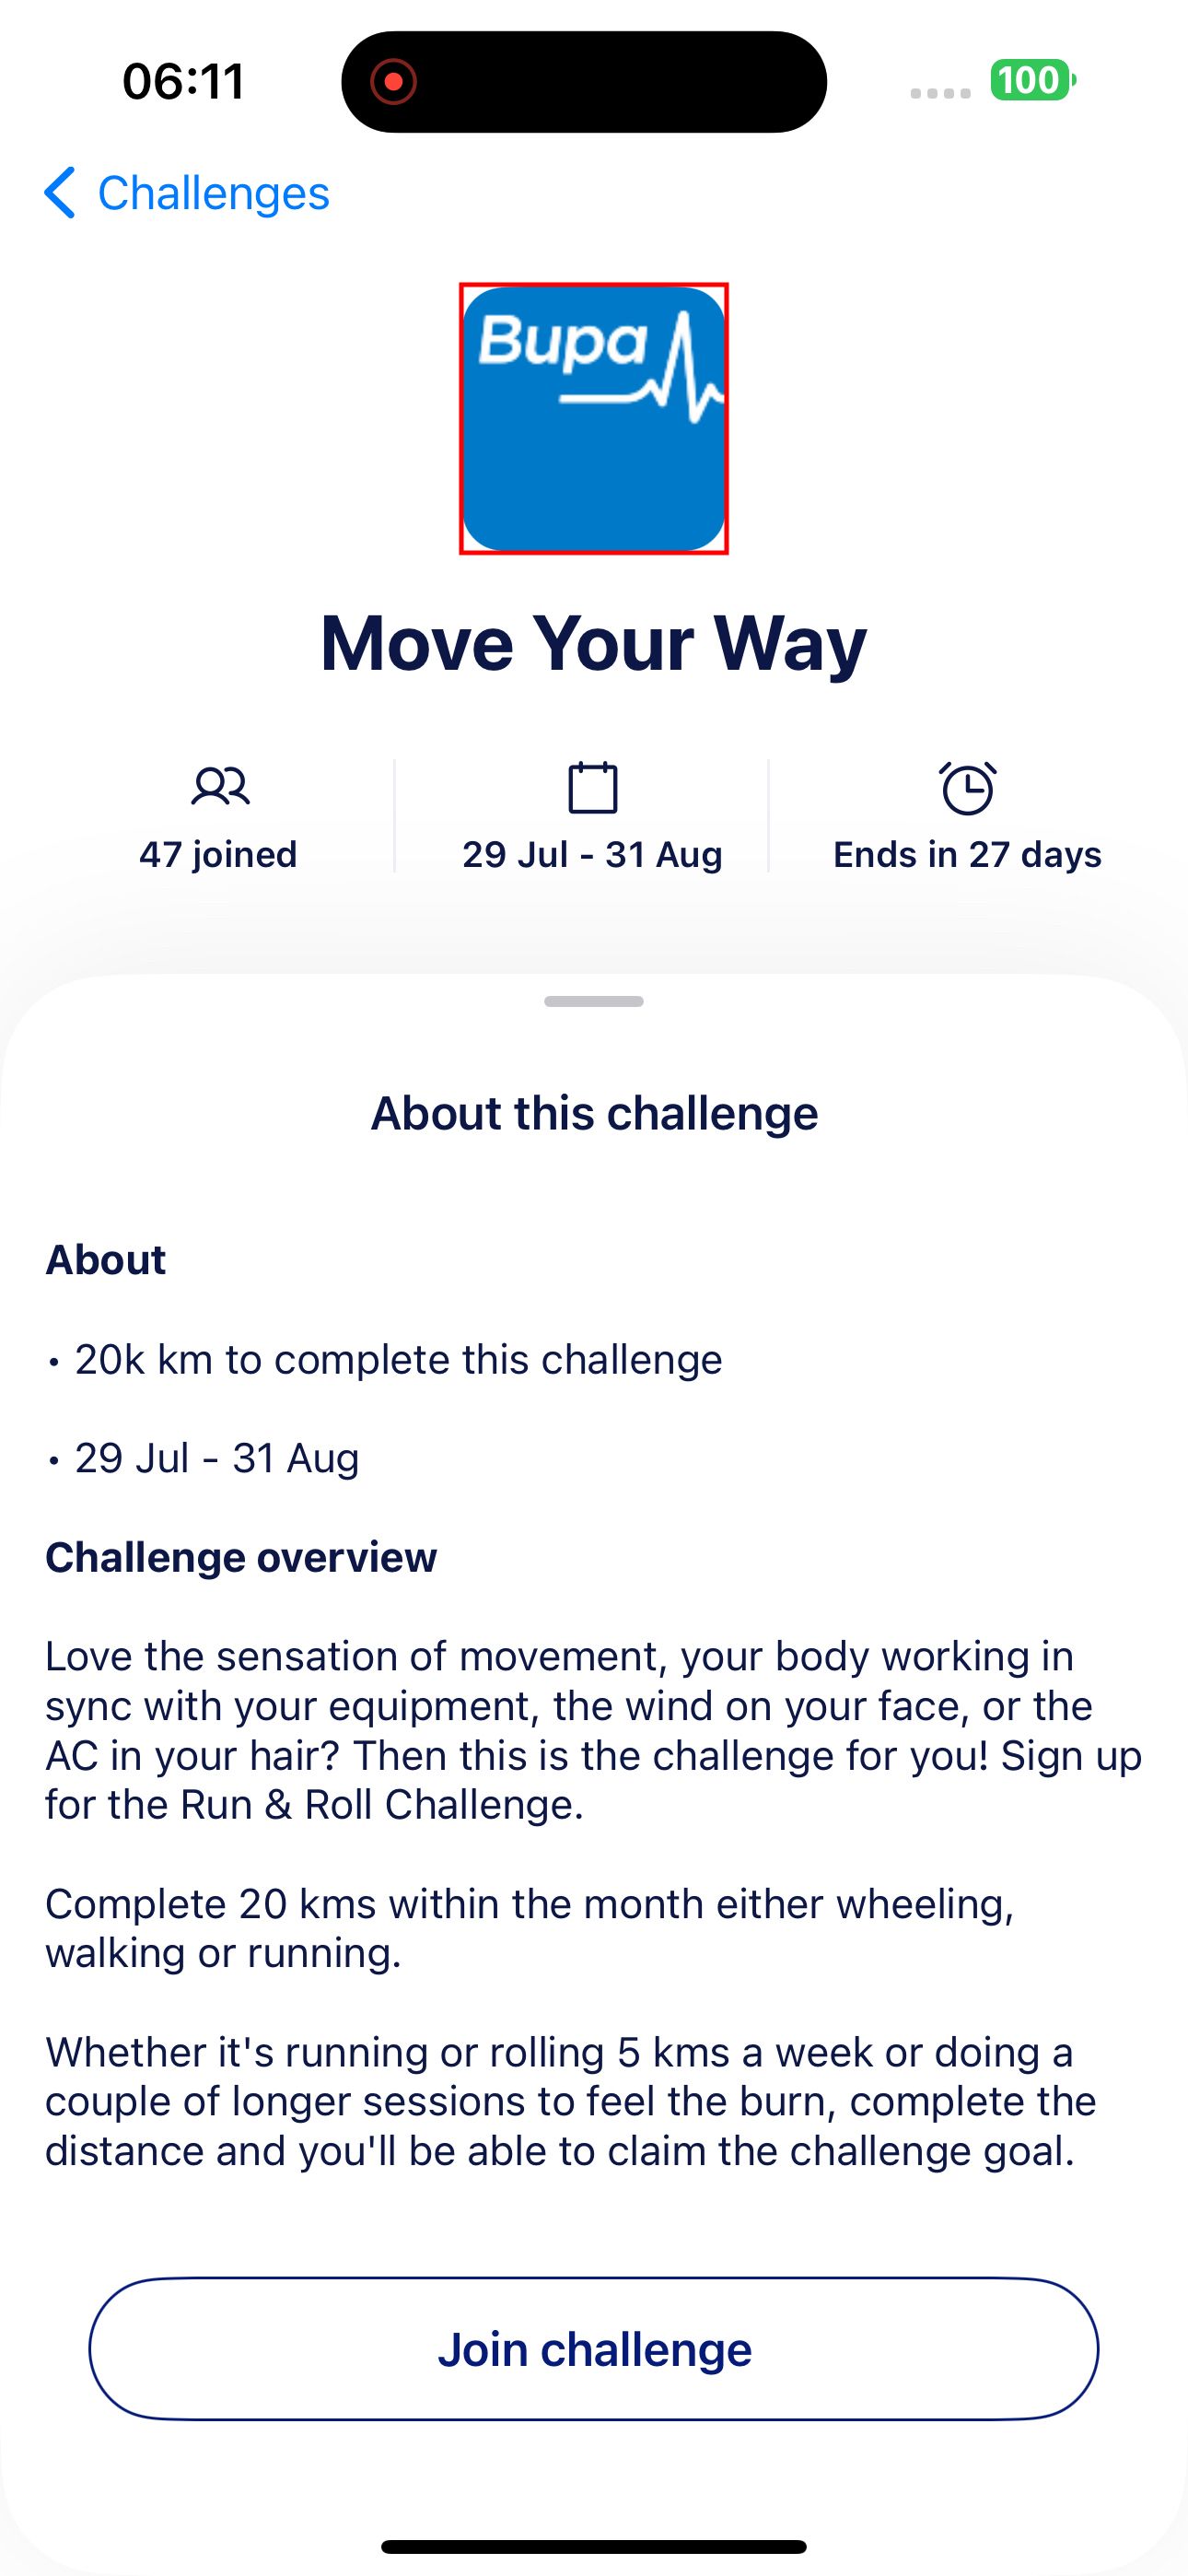 06:11
100
Challenges
Bupa
Move Your Way
47 joined
29 Jul - 31 Aug
Ends in 27 days
About this challenge
About
• 20k km to complete this challenge
• 29 Jul - 31 Aug
Challenge overview
Love the sensation of movement, your body working in
sync with your equipment, the wind on your face, or the
AC in your hair? Then this is the challenge for you! Sign up
for the Run & Roll Challenge.
Complete 20 kms within the month either wheeling,
walking or running.
Whether it's running or rolling 5 kms a week or doing a
couple of longer sessions to feel the burn, complete the
distance and you'll be able to claim the challenge goal.
Join challenge